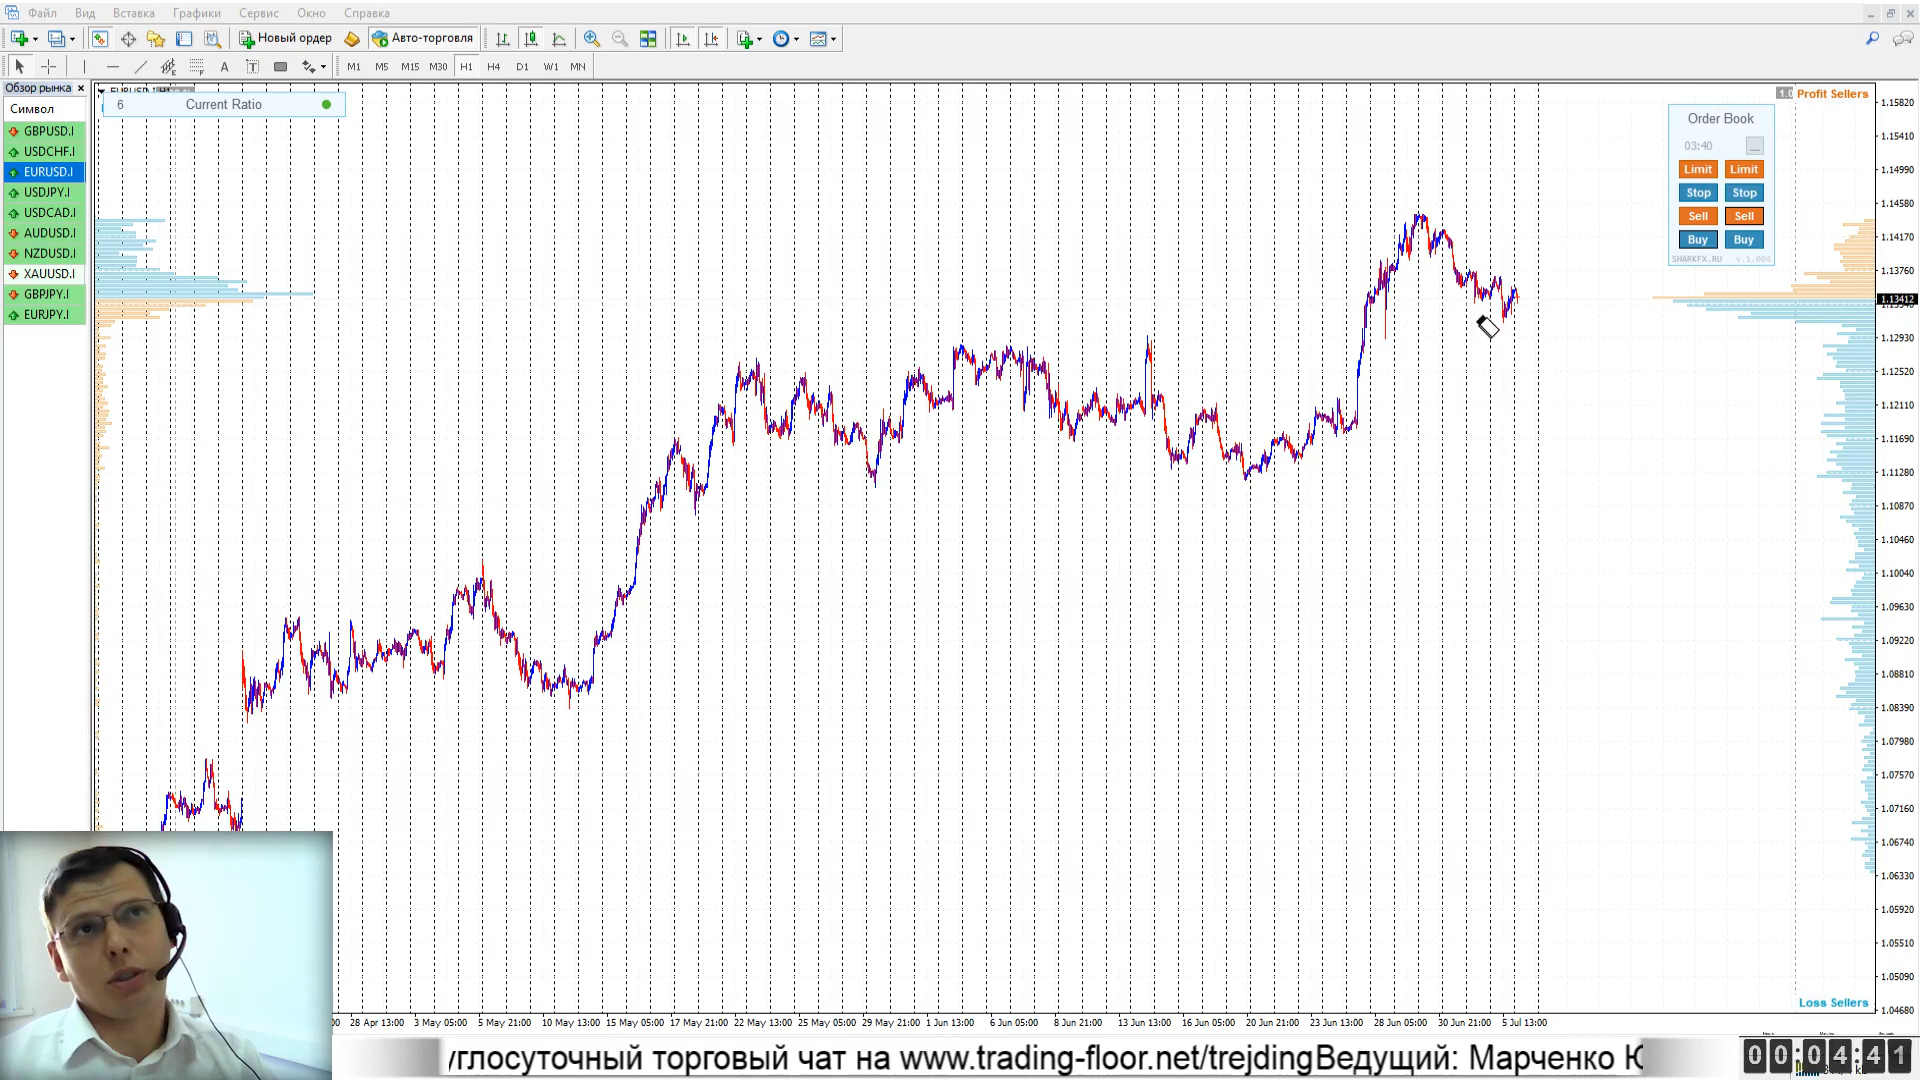 Файл Вид Вставка Графики Сервис Окно Справка
Новый ордер Авто-торговля
M1 M5 M15 M30 H1 H4 D1 W1 MN
Обзор рынка
Символ
GBPUSD.I
USDCHF.I
EURUSD.I
USDJPY.I
USDCAD.I
AUDUSD.I
NZDUSD.I
XAUUSD.I
GBPJPY.I
EURJPY.I
6 Current Ratio
1.0 Profit Sellers
Order Book
03:40
Limit Limit
Stop Stop
Sell Sell
Buy Buy
SHARKFX.RU v.1.004
1.15820
1.15410
1.14990
1.14580
1.14170
1.13760
1.13412
1.12930
1.12520
1.12110
1.11690
1.11280
1.10870
1.10460
1.10040
1.09630
1.09220
1.08810
1.08390
1.07980
1.07570
1.07160
1.06740
1.06330
1.05920
1.05510
1.05090
1.04680
Loss Sellers
28 Apr 13:00 3 May 05:00 5 May 21:00 10 May 13:00 15 May 05:00 17 May 21:00 22 May 13:00 25 May 05:00 29 May 21:00 1 Jun 13:00 6 Jun 05:00 8 Jun 21:00 13 Jun 13:00 16 Jun 05:00 20 Jun 21:00 23 Jun 13:00 28 Jun 05:00 30 Jun 21:00 5 Jul 13:00
углосуточный торговый чат на www.trading-floor.net/trejdingВедущий: Марченко Ю
00:04:41